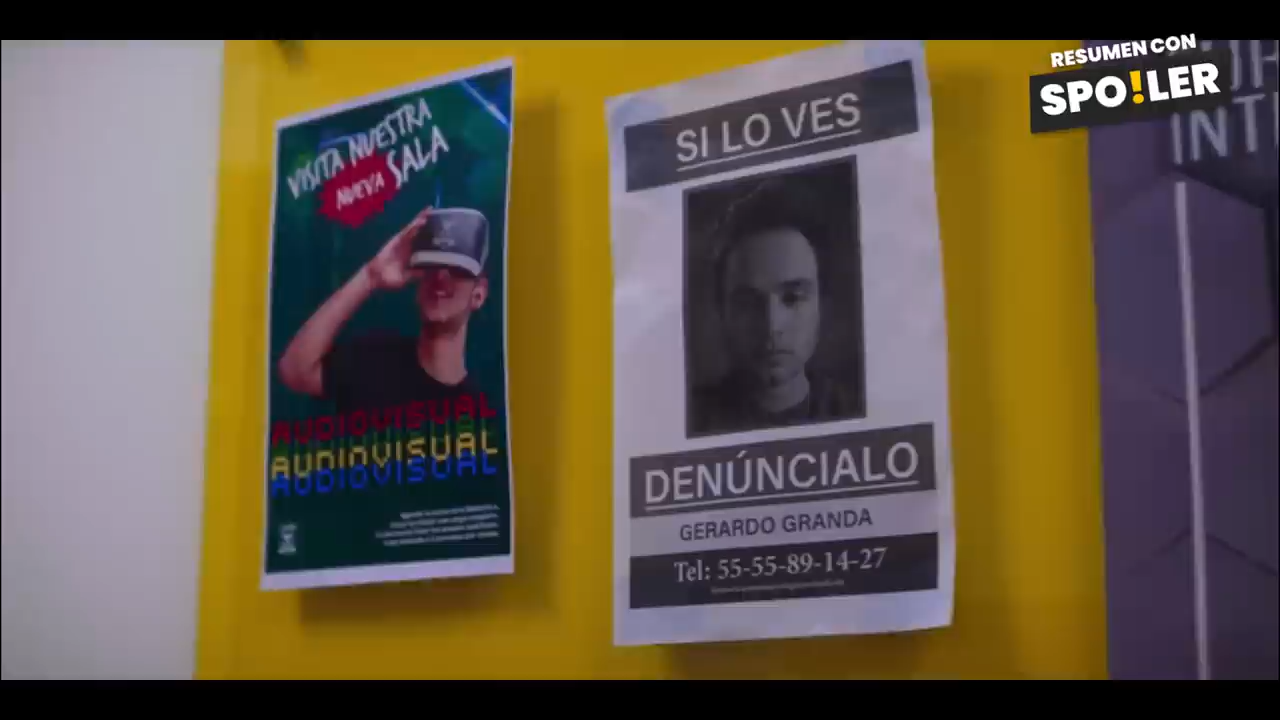 RESUMEN CON
SPO!LER
VISITA NUESTRA
NUEVA SALA
AUDIOVISUAL
AUDIOVISUAL
AUDIOVISUAL
SI LO VES
DENÚNCIALO
GERARDO GRANDA
Tel: 55-55-89-14-27
INT